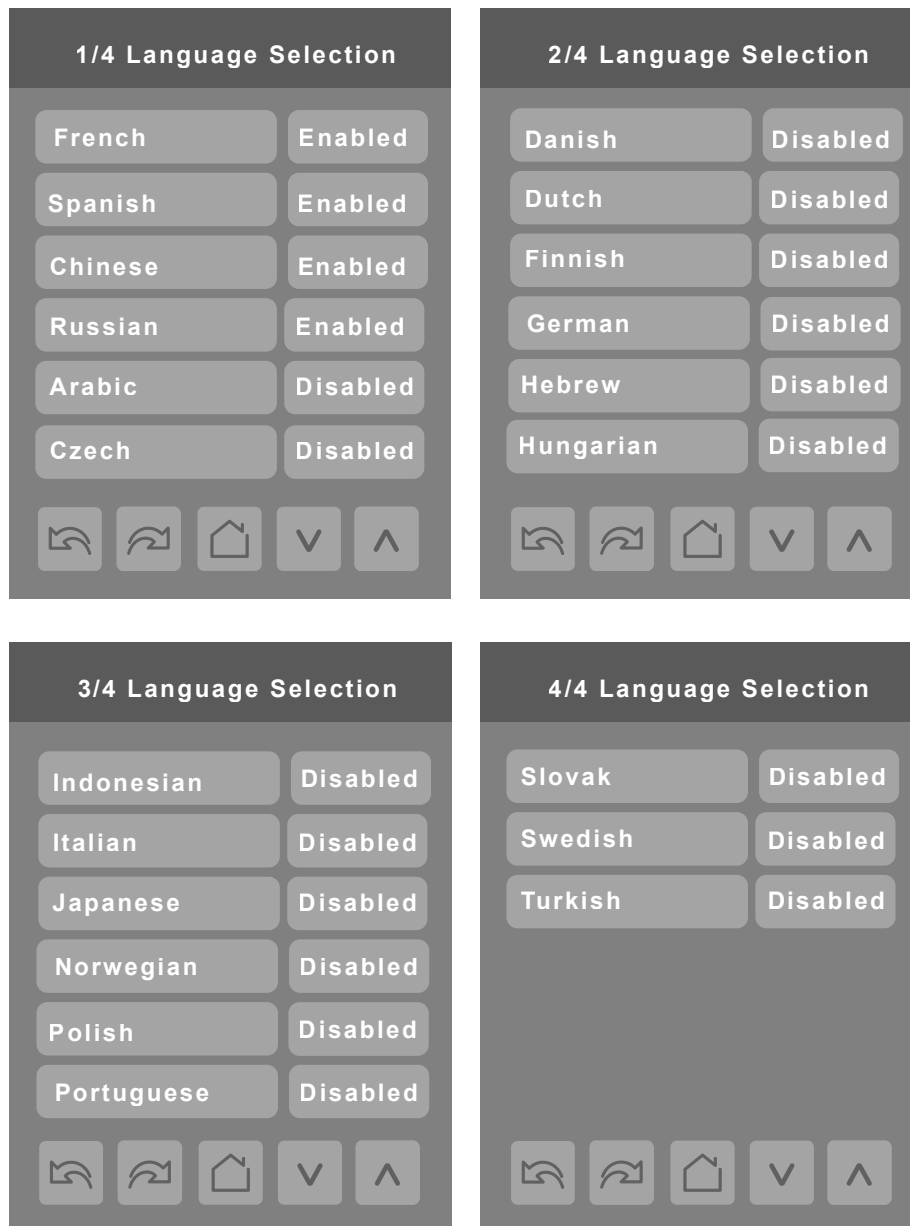 1/4 Language Selection
French Enabled
Spanish Enabled
Chinese Enabled
Russian Enabled
Arabic Disabled
Czech Disabled
2/4 Language Selection
Danish Disabled
Dutch Disabled
Finnish Disabled
German Disabled
Hebrew Disabled
Hungarian Disabled
3/4 Language Selection
Indonesian Disabled
Italian Disabled
Japanese Disabled
Norwegian Disabled
Polish Disabled
Portuguese Disabled
4/4 Language Selection
Slovak Disabled
Swedish Disabled
Turkish Disabled